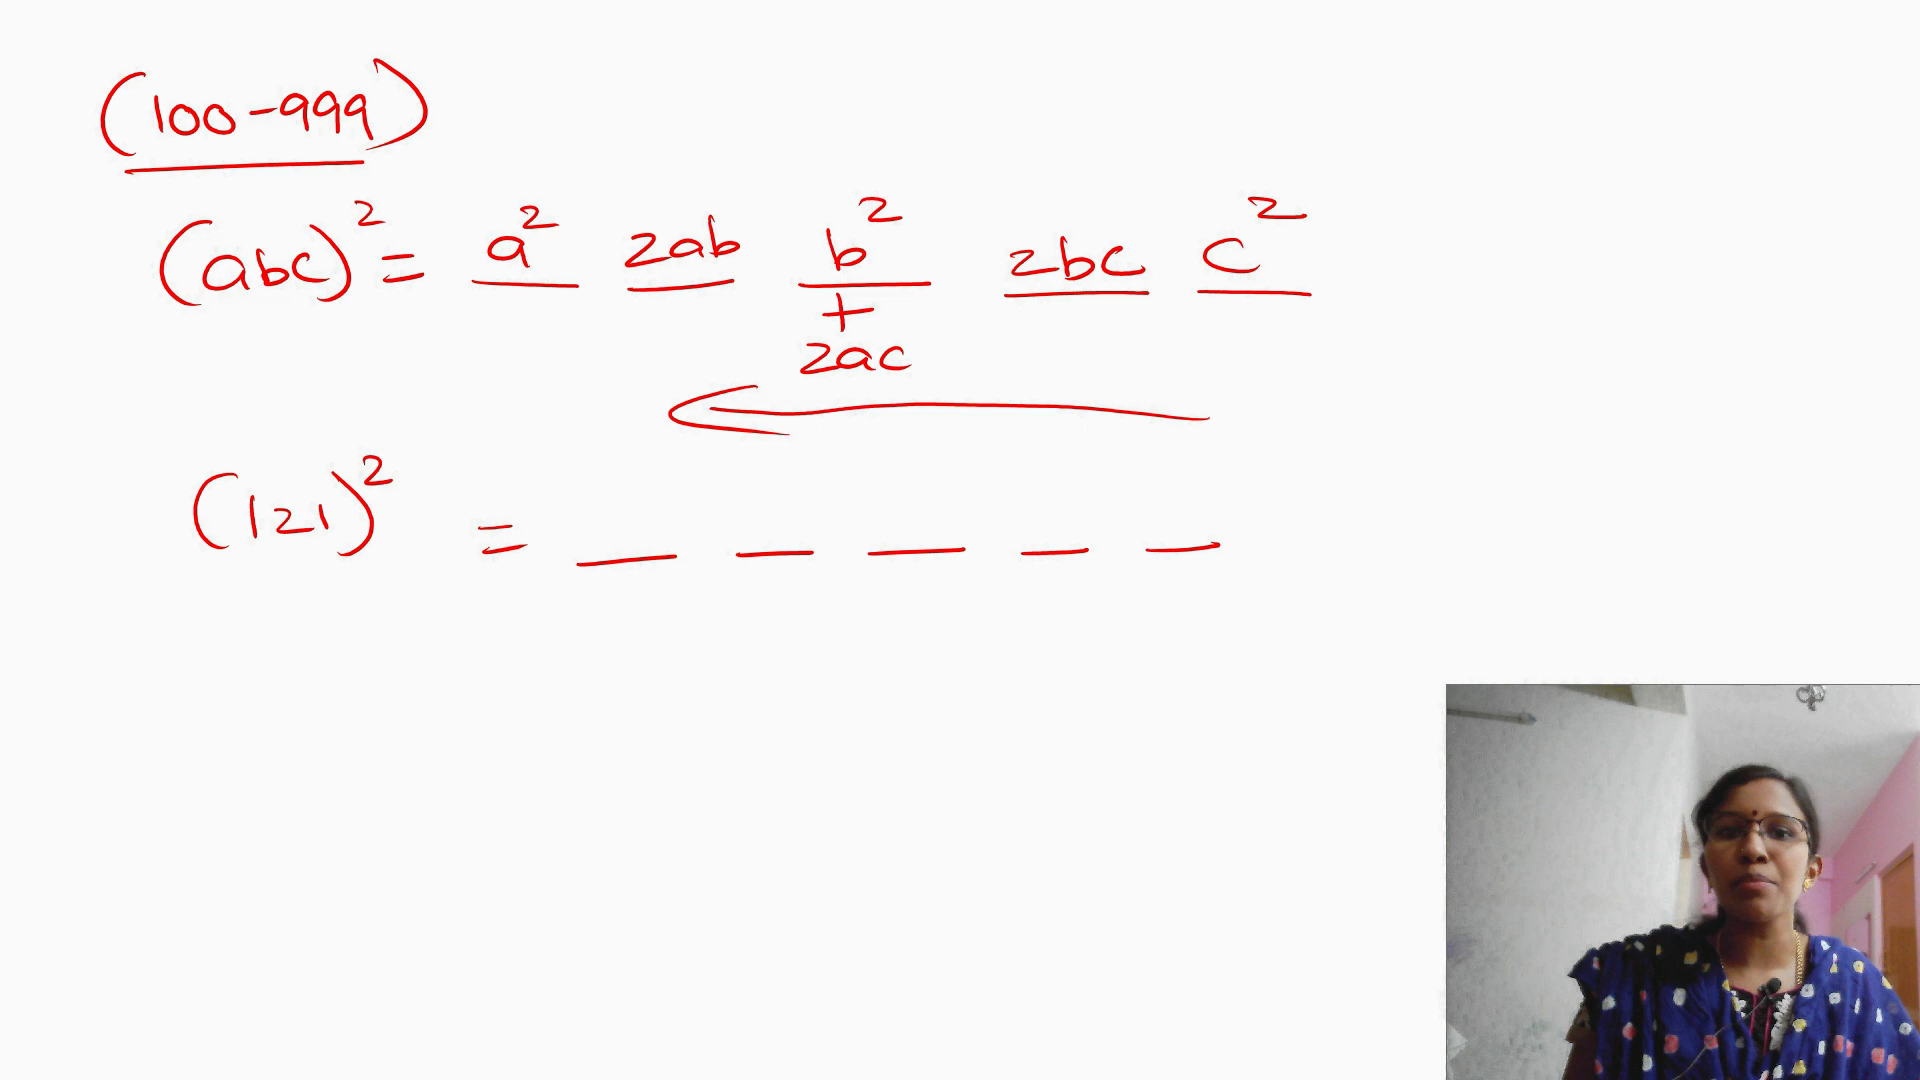 (100-999)
(abc)² = a² 2ab b² 2bc c²
+
2ac
(121)² = _ _ _ _ _